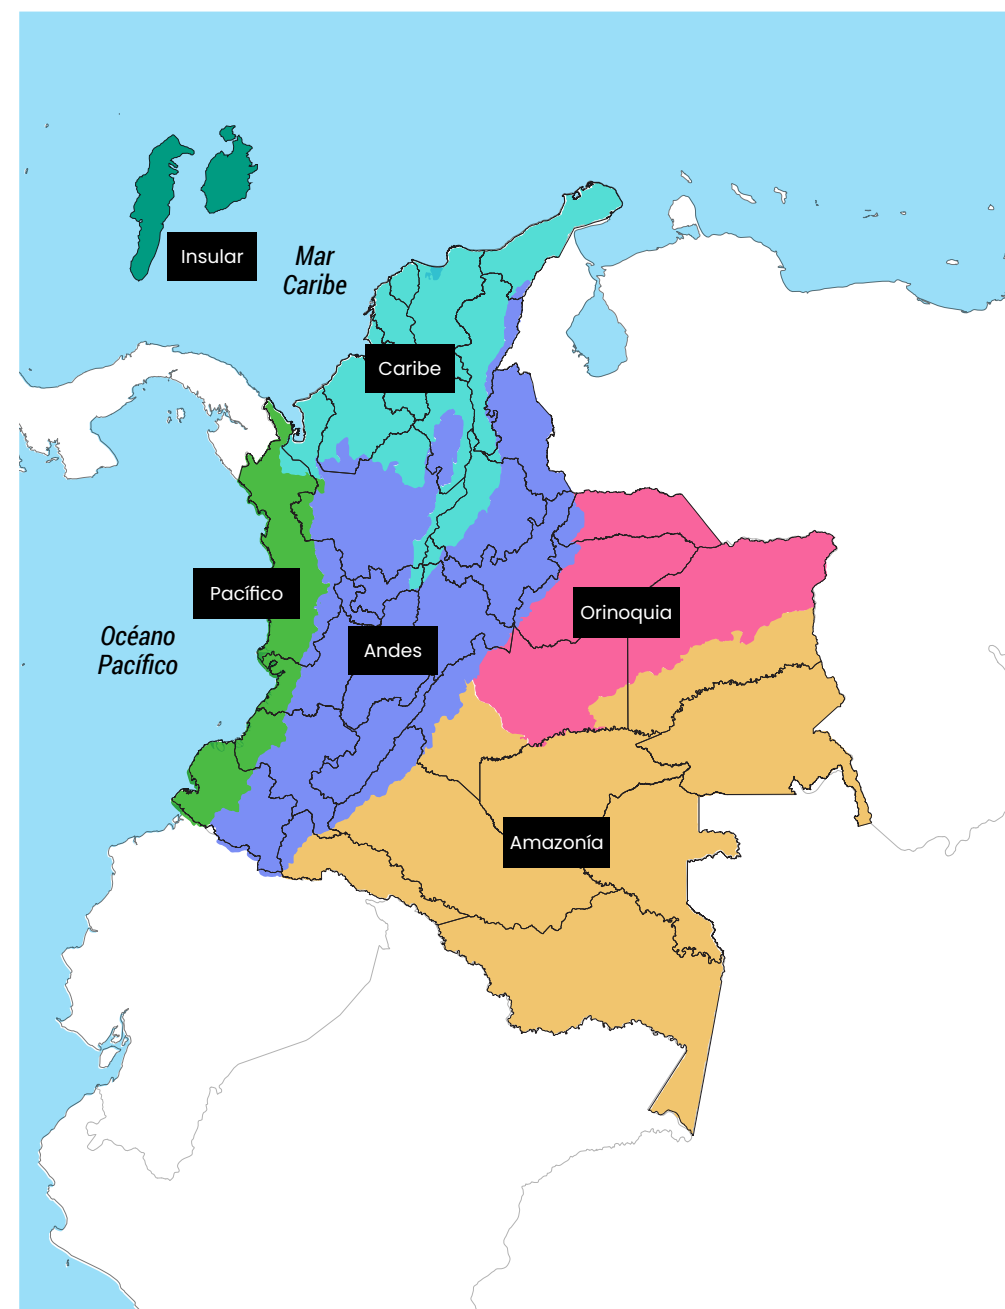 Insular
Mar
Caribe
Caribe
Pacífico
Orinoquia
Océano
Pacífico
Andes
Amazonía